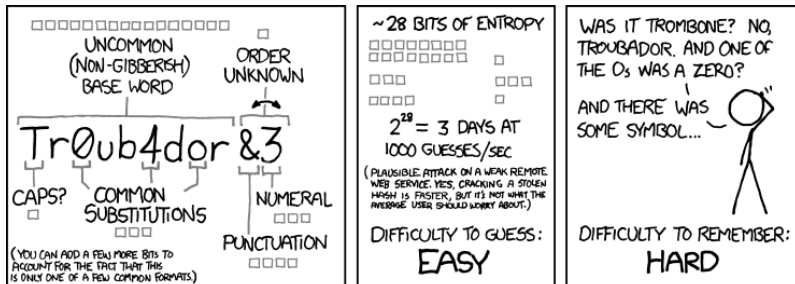 UNCOMMON
(NON-GIBBERISH)
BASE WORD
ORDER
UNKNOWN
Tr0ub4dor &3
CAPS?
COMMON
SUBSTITUTIONS
NUMERAL
PUNCTUATION
(YOU CAN ADD A FEW MORE BITS TO
ACCOUNT FOR THE FACT THAT THIS
IS ONLY ONE OF A FEW COMMON FORMATS.)
~28 BITS OF ENTROPY
2^28 = 3 DAYS AT
1000 GUESSES/SEC
(PLAUSIBLE ATTACK ON A WEAK REMOTE
WEB SERVICE. YES, CRACKING A STOLEN
HASH IS FASTER, BUT IT'S NOT WHAT THE
AVERAGE USER SHOULD WORRY ABOUT.)
DIFFICULTY TO GUESS:
EASY
WAS IT TROMBONE? NO,
TROUBADOR. AND ONE OF
THE Os WAS A ZERO?
AND THERE WAS
SOME SYMBOL...
DIFFICULTY TO REMEMBER:
HARD